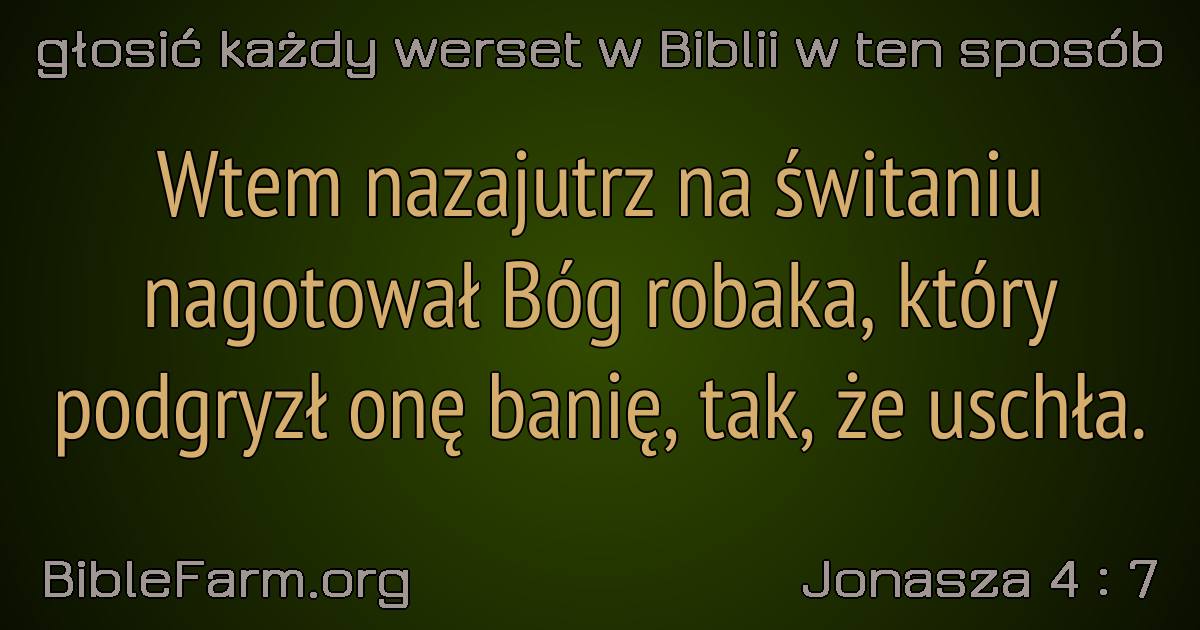 głosić każdy werset w Biblii w ten sposób
Wtem nazajutrz na świtaniu
nagotował Bóg robaka, który
podgryzł onę banię, tak, że uschła.
BibleFarm.org
Jonasza 4 : 7